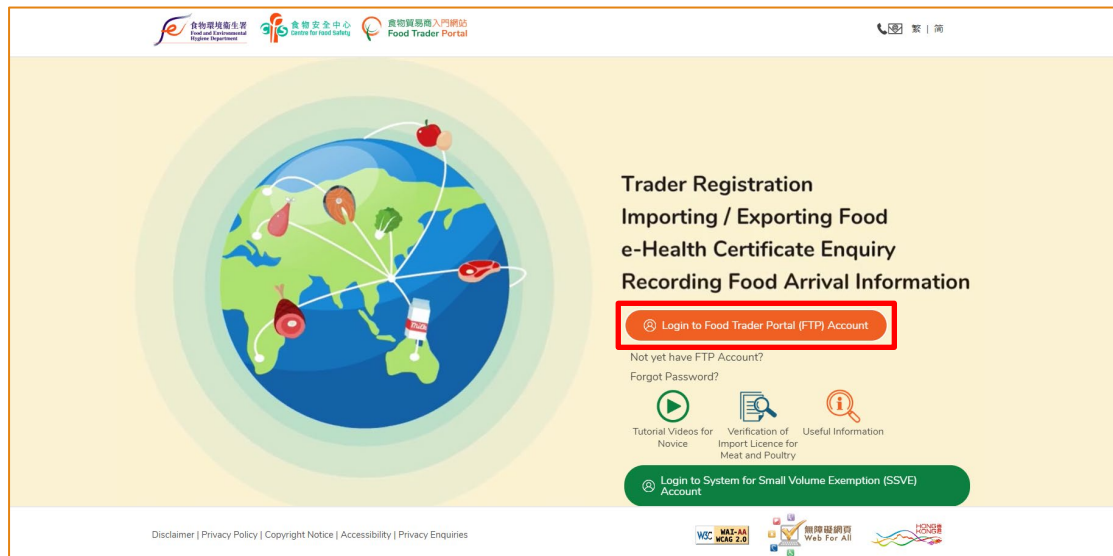 食物環境衞生署
Food and Environmental
Hygiene Department
食物安全中心
Centre for Food Safety
食物貿易商入門網站
Food Trader Portal
繁 | 简
Trader Registration
Importing / Exporting Food
e-Health Certificate Enquiry
Recording Food Arrival Information
Login to Food Trader Portal (FTP) Account
Not yet have FTP Account?
Forgot Password?
Tutorial Videos for
Novice
Verification of
Import Licence for
Meat and Poultry
Useful Information
Login to System for Small Volume Exemption (SSVE)
Account
Milk
Disclaimer | Privacy Policy | Copyright Notice | Accessibility | Privacy Enquiries
W3C WAI-AA
WCAG 2.0
無障礙網頁
Web For All
HONG
KONG